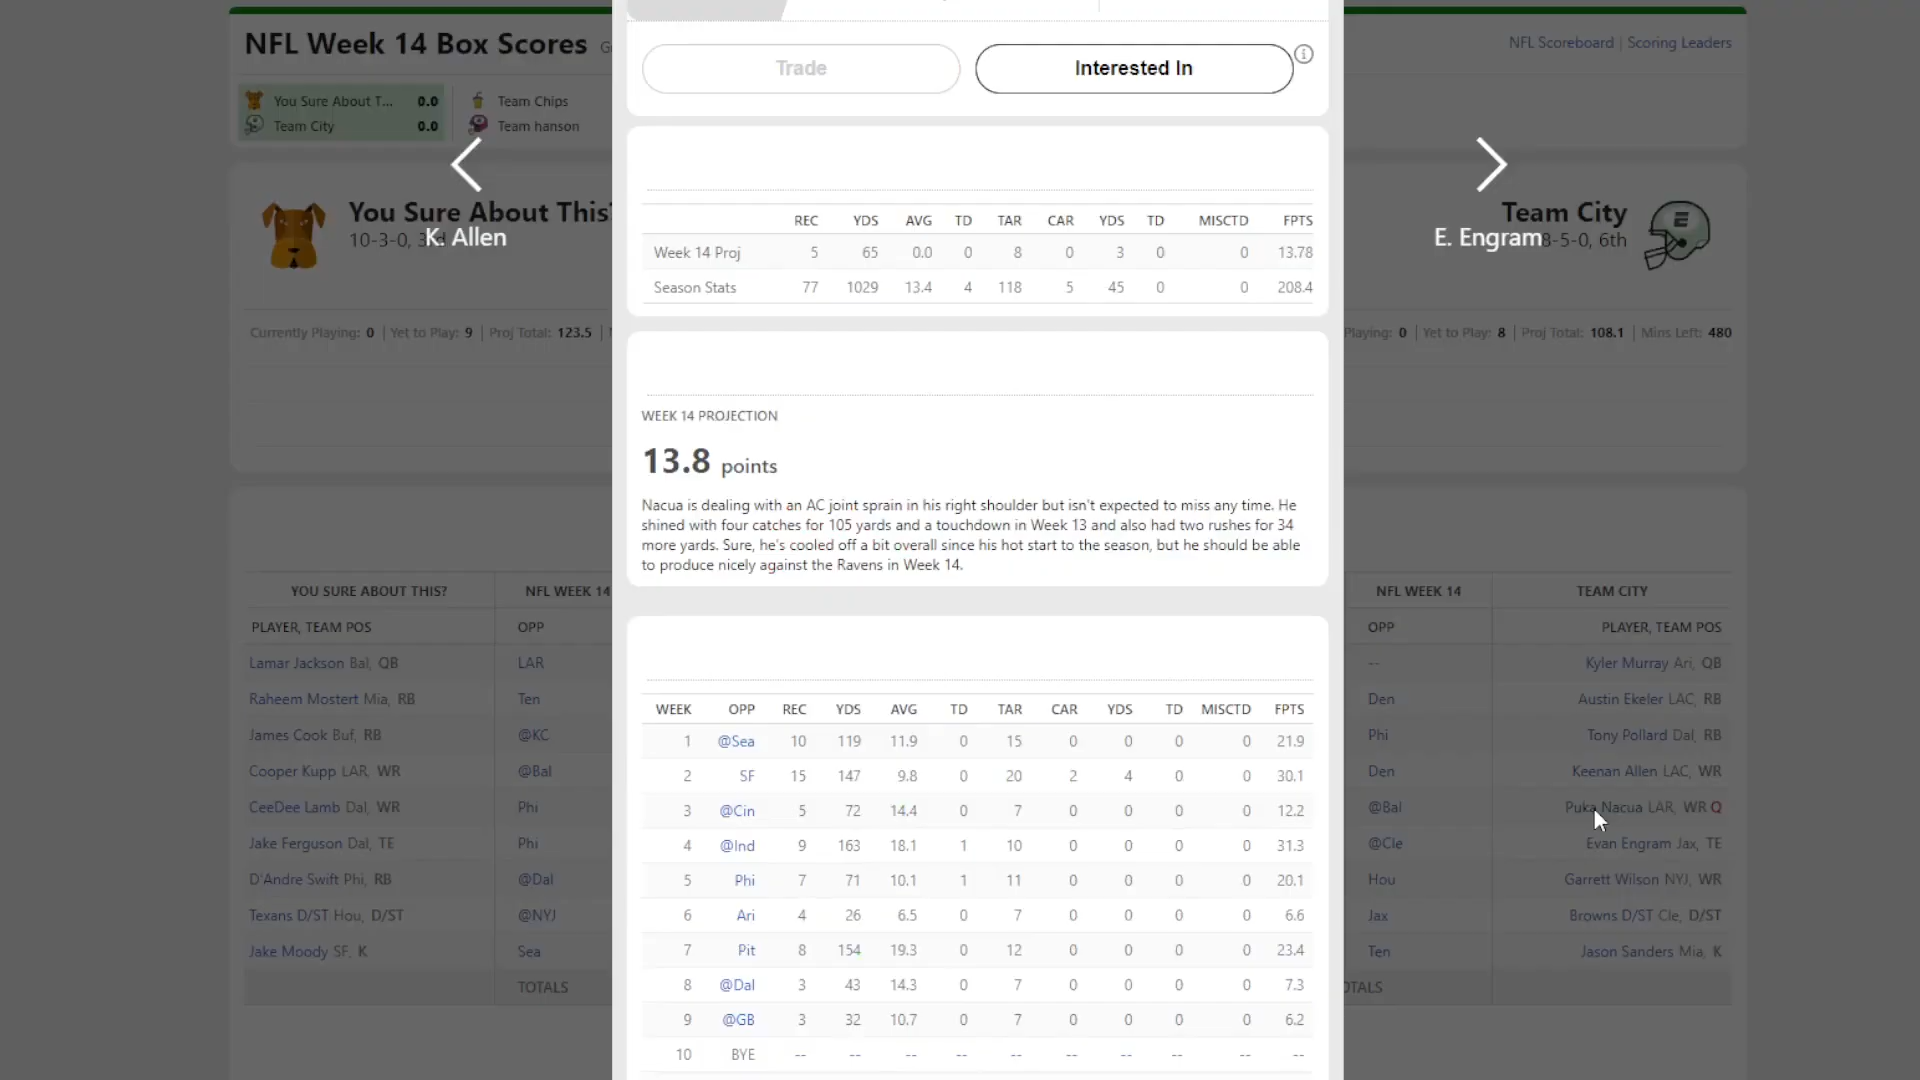 NFL Week 14 Box Scores
NFL Scoreboard | Scoring Leaders
You Sure About T... 0.0
Team City 0.0
Team Chips
Team hanson
Trade
Interested In
K. Allen
E. Engram
You Sure About This?
10-3-0,
Team City
8-5-0, 6th
Currently Playing: 0 | Yet to Play: 9 | Proj Total: 123.5
Playing: 0 | Yet to Play: 8 | Proj Total: 108.1 | Mins Left: 480
REC YDS AVG TD TAR CAR YDS TD MISCTD FPTS
Week 14 Proj 5 65 0.0 0 8 0 3 0 0 13.78
Season Stats 77 1029 13.4 4 118 5 45 0 0 208.4
WEEK 14 PROJECTION
13.8 points
Nacua is dealing with an AC joint sprain in his right shoulder but isn't expected to miss any time. He
shined with four catches for 105 yards and a touchdown in Week 13 and also had two rushes for 34
more yards. Sure, he's cooled off a bit overall since his hot start to the season, but he should be able
to produce nicely against the Ravens in Week 14.
WEEK OPP REC YDS AVG TD TAR CAR YDS TD MISCTD FPTS
1 @Sea 10 119 11.9 0 15 0 0 0 0 21.9
2 SF 15 147 9.8 0 20 2 4 0 0 30.1
3 @Cin 5 72 14.4 0 7 0 0 0 0 12.2
4 @Ind 9 163 18.1 1 10 0 0 0 0 31.3
5 Phi 7 71 10.1 1 11 0 0 0 0 20.1
6 Ari 4 26 6.5 0 7 0 0 0 0 6.6
7 Pit 8 154 19.3 0 12 0 0 0 0 23.4
8 @Dal 3 43 14.3 0 7 0 0 0 0 7.3
9 @GB 3 32 10.7 0 7 0 0 0 0 6.2
10 BYE -- -- -- -- -- -- -- -- -- --
YOU SURE ABOUT THIS? NFL WEEK 14
PLAYER, TEAM POS OPP
Lamar Jackson Bal, QB LAR
Raheem Mostert Mia, RB Ten
James Cook Buf, RB @KC
Cooper Kupp LAR, WR @Bal
CeeDee Lamb Dal, WR Phi
Jake Ferguson Dal, TE Phi
D'Andre Swift Phi, RB @Dal
Texans D/ST Hou, D/ST @NYJ
Jake Moody SF, K Sea
TOTALS
NFL WEEK 14 TEAM CITY
OPP PLAYER, TEAM POS
-- Kyler Murray Ari, QB
Den Austin Ekeler LAC, RB
Phi Tony Pollard Dal, RB
Den Keenan Allen LAC, WR
@Bal Puka Nacua LAR, WR Q
@Cle Evan Engram Jax, TE
Hou Garrett Wilson NYJ, WR
Jax Browns D/ST Cle, D/ST
Ten Jason Sanders Mia, K
OTALS